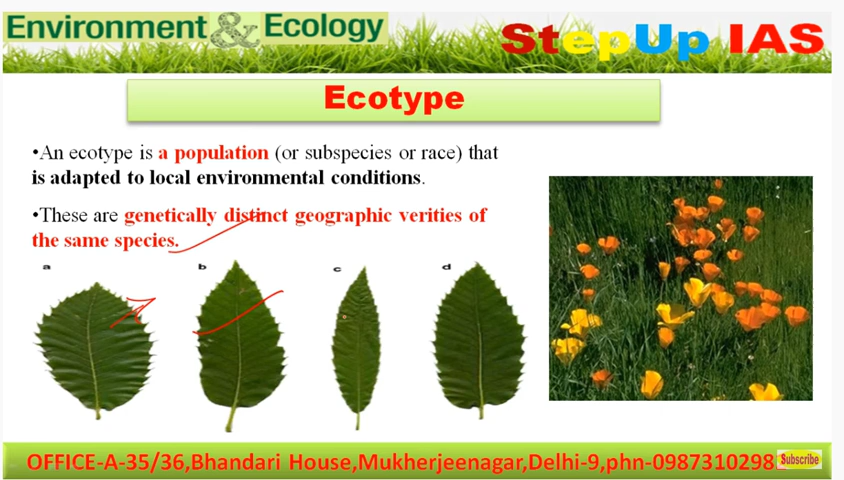 Environment & Ecology
StepUp IAS
Ecotype
•An ecotype is a population (or subspecies or race) that
is adapted to local environmental conditions.
•These are genetically distinct geographic verities of
the same species.
a b c d
OFFICE-A-35/36,Bhandari House,Mukherjeenagar,Delhi-9,phn-098731029
Subscribe